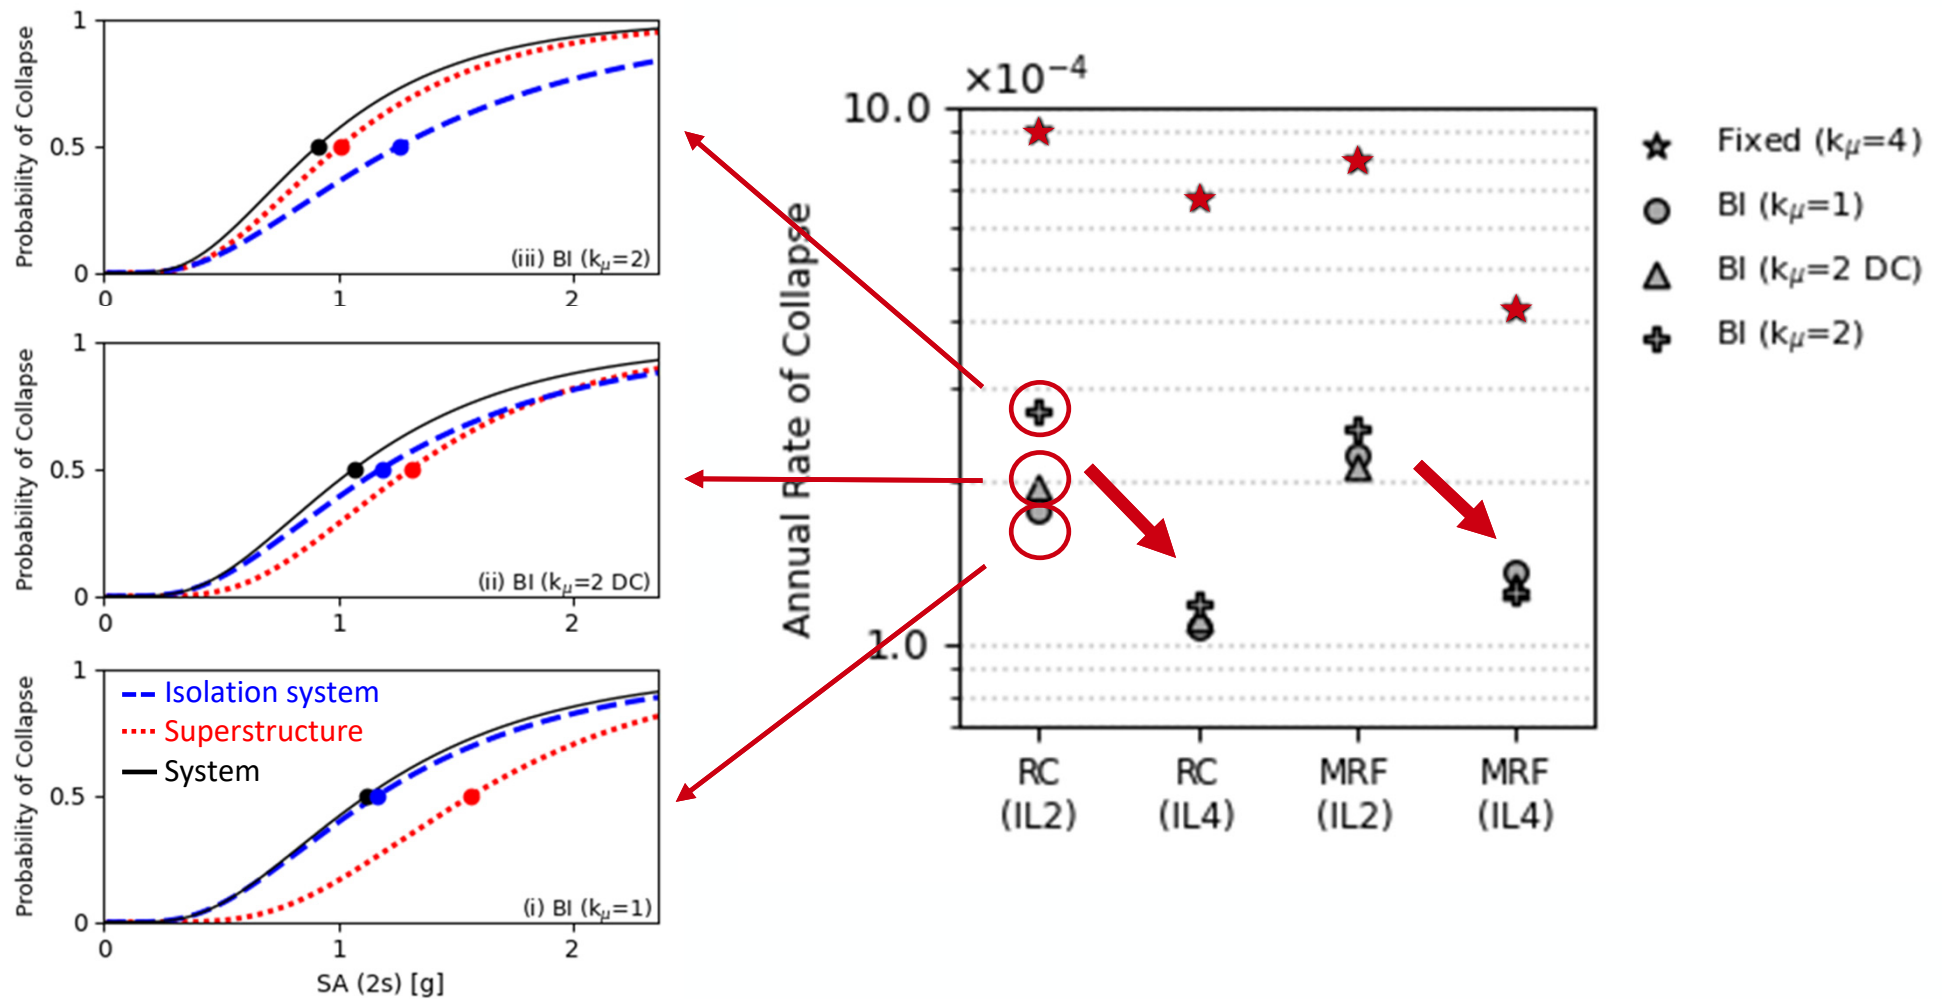 Probability of Collapse
1
0.5
0
0
1
2
(iii) BI (kμ=2)
Probability of Collapse
1
0.5
0
0
1
2
(ii) BI (kμ=2 DC)
Probability of Collapse
1
0.5
0
0
1
2
Isolation system
Superstructure
System
(i) BI (kμ=1)
SA (2s) [g]
×10⁻⁴
10.0
1.0
Annual Rate of Collapse
RC
(IL2)
RC
(IL4)
MRF
(IL2)
MRF
(IL4)
Fixed (kμ=4)
BI (kμ=1)
BI (kμ=2 DC)
BI (kμ=2)